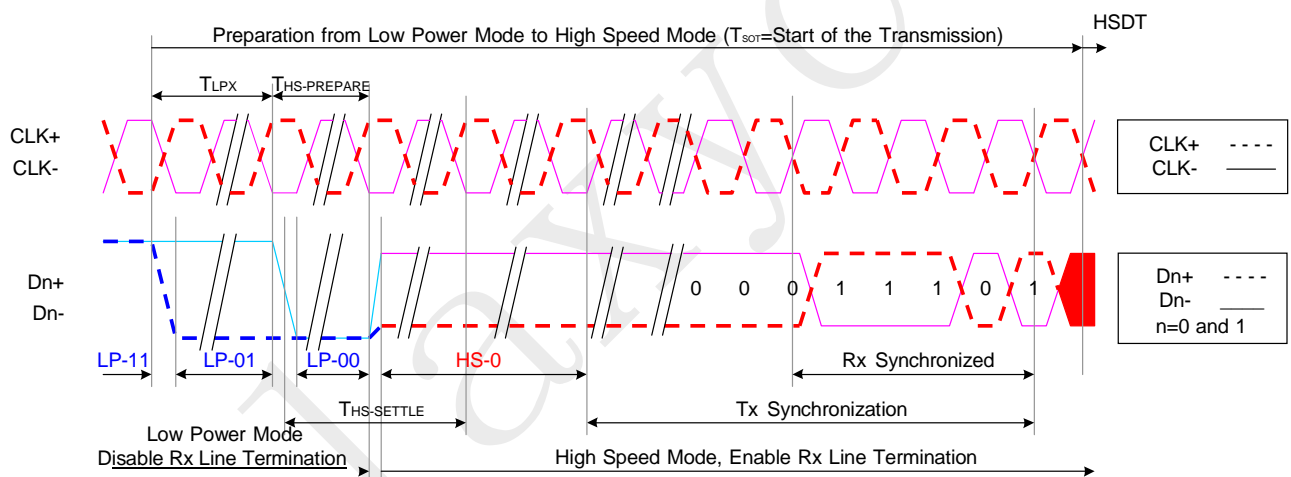 HSDT
Preparation from Low Power Mode to High Speed Mode (TSOT=Start of the Transmission)
TLPX
THS-PREPARE
CLK+
CLK-
CLK+ - - - -
CLK- ——
Dn+
Dn-
0 0 0 1 1 1 0 1
Dn+ - - - -
Dn- ——
n=0 and 1
LP-11
LP-01
LP-00
HS-0
Rx Synchronized
THS-SETTLE
Tx Synchronization
Low Power Mode
Disable Rx Line Termination
High Speed Mode, Enable Rx Line Termination